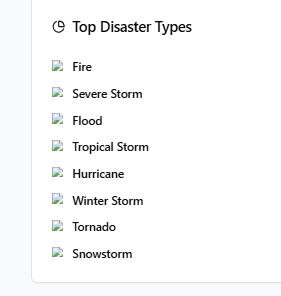 Top Disaster Types
Fire
Severe Storm
Flood
Tropical Storm
Hurricane
Winter Storm
Tornado
Snowstorm